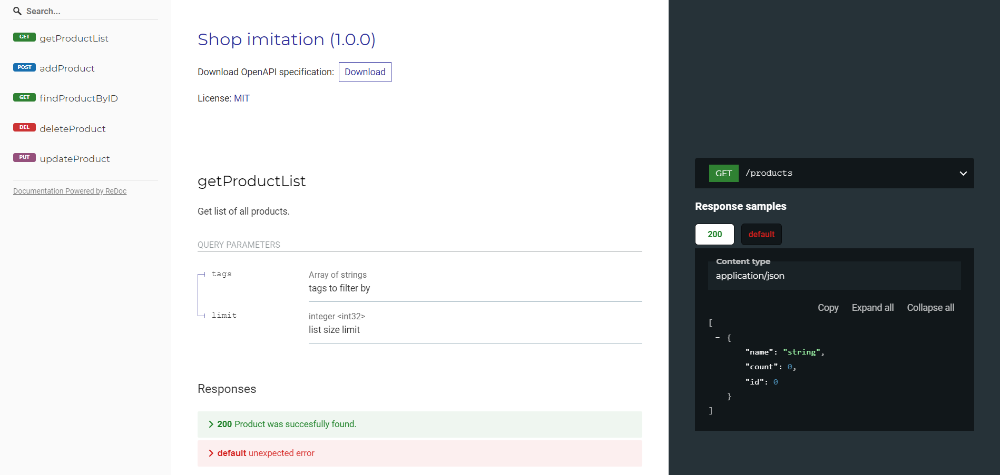 Search...
GET getProductList
POST addProduct
GET findProductByID
DEL deleteProduct
PUT updateProduct
Documentation Powered by ReDoc
Shop imitation (1.0.0)
Download OpenAPI specification: Download
License: MIT
getProductList
Get list of all products.
QUERY PARAMETERS
tags
Array of strings
tags to filter by
limit
integer <int32>
list size limit
Responses
200 Product was succesfully found.
default unexpected error
GET /products
Response samples
200 default
Content type
application/json
Copy Expand all Collapse all
[
- {
"name": "string",
"count": 0,
"id": 0
}
]